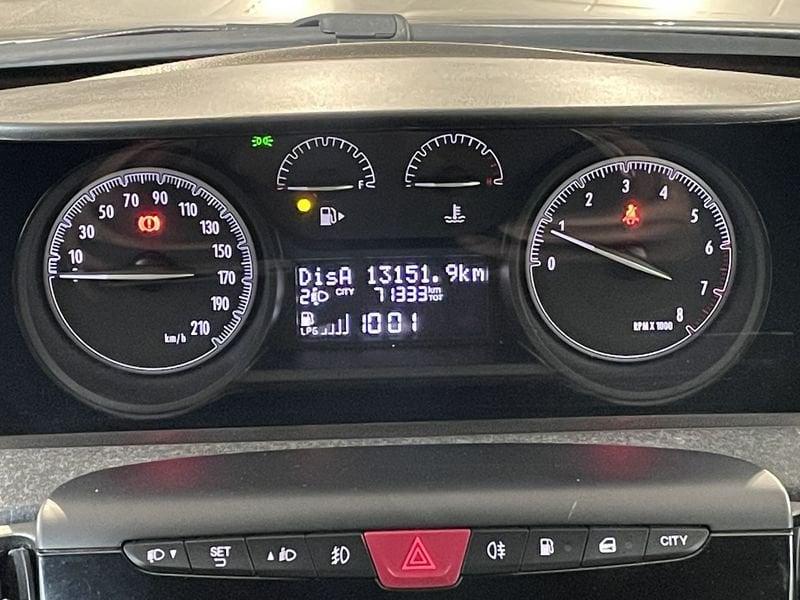 10 30 50 70 90 110 130 150 170 190 210
km/h
F
H
0 1 2 3 4 5 6 7 8
RPM X 1000
DisA 13151.9km
2 CITY 71333 km TOT
LPG 1001
SET
CITY